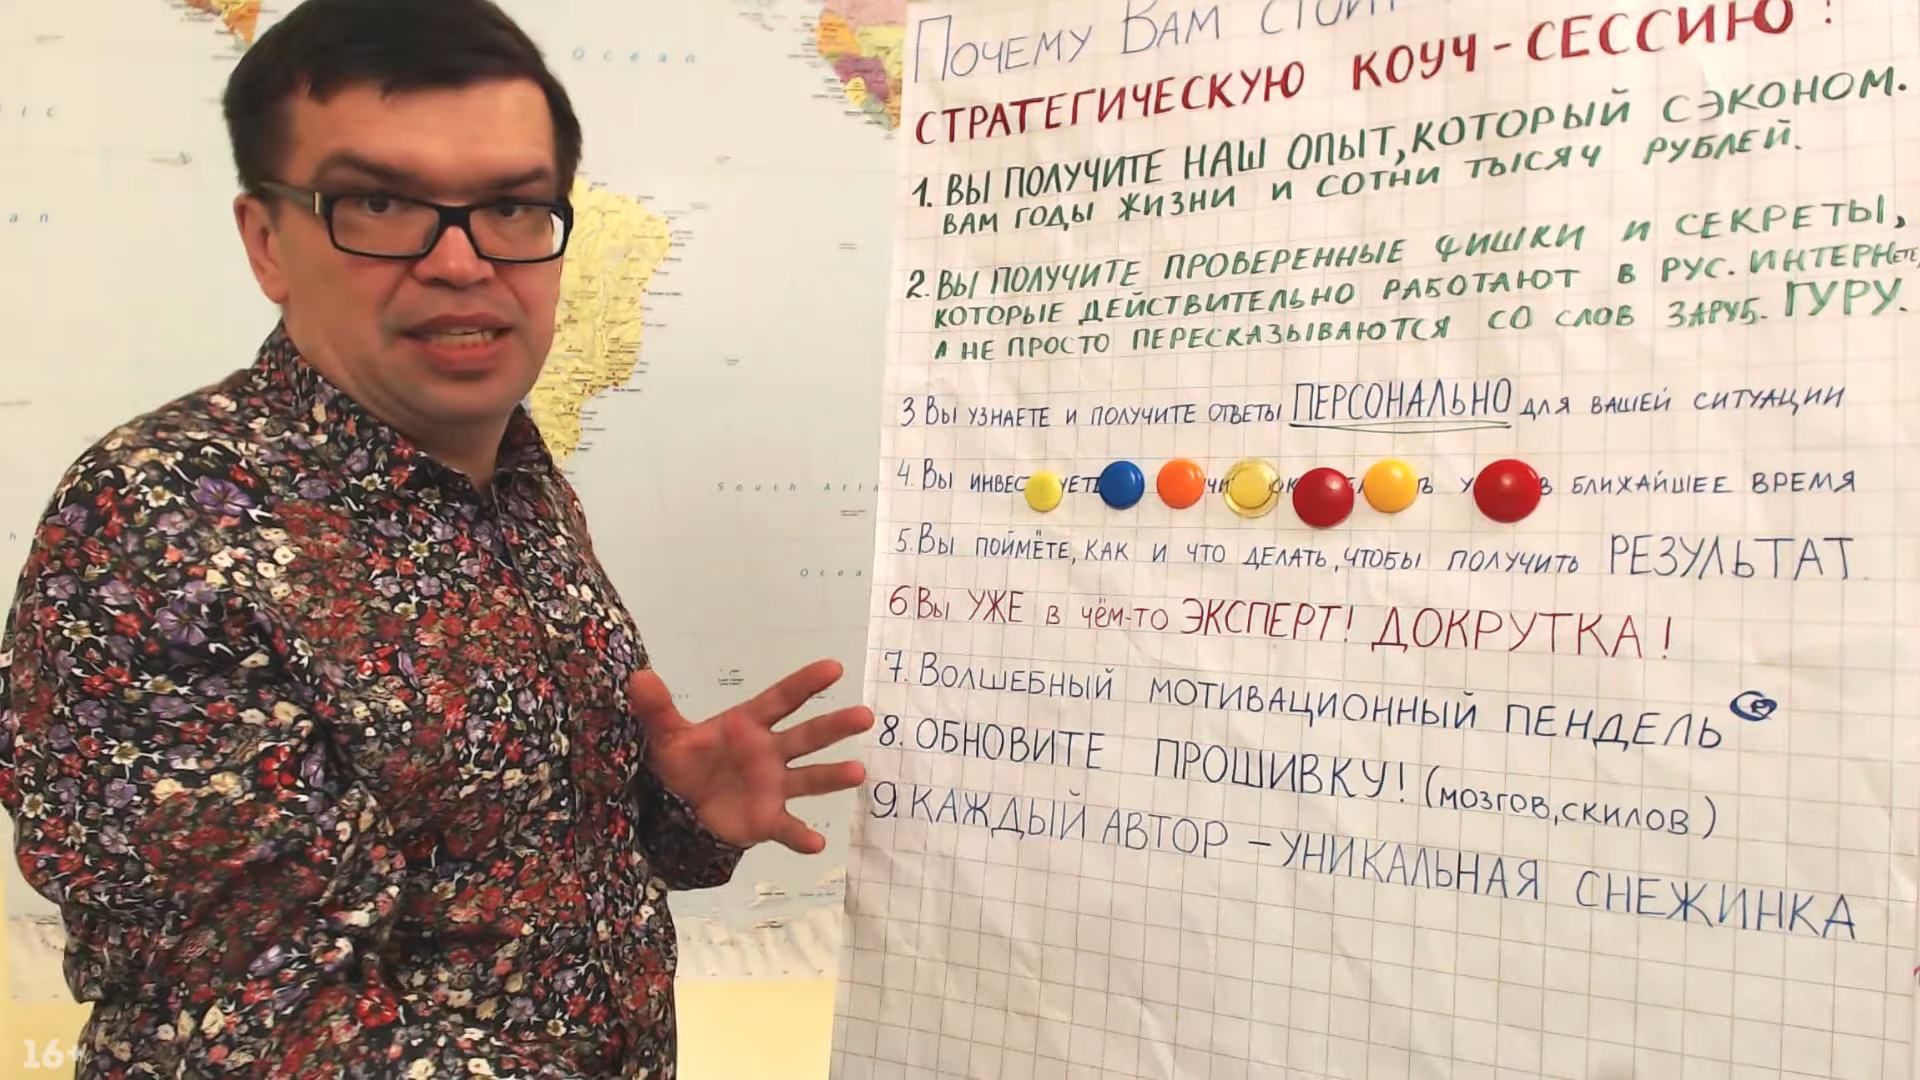 Почему Вам
СТРАТЕГИЧЕСКУЮ КОУЧ-СЕССИЮ!
1. ВЫ ПОЛУЧИТЕ НАШ ОПЫТ, КОТОРЫЙ СЭКОНОМ.
ВАМ ГОДЫ ЖИЗНИ И СОТНИ ТЫСЯЧ РУБЛЕЙ.
2. ВЫ ПОЛУЧИТЕ ПРОВЕРЕННЫЕ ФИШКИ И СЕКРЕТЫ,
КОТОРЫЕ ДЕЙСТВИТЕЛЬНО РАБОТАЮТ В РУС. ИНТЕРНЕТЕ,
А НЕ ПРОСТО ПЕРЕСКАЗЫВАЮТСЯ СО СЛОВ ЗАРУБ. ГУРУ.
3 Вы узнаете и получите ответы ПЕРСОНАЛЬНО для вашей ситуации
4. Вы в ближайшее время
5. Вы поймёте, как и что делать, чтобы получить РЕЗУЛЬТАТ.
6. Вы УЖЕ в чём-то ЭКСПЕРТ! ДОКРУТКА!
7. Волшебный мотивационный пендель
8. ОБНОВИТЕ ПРОШИВКУ! (мозгов, скилов)
9. КАЖДЫЙ АВТОР – УНИКАЛЬНАЯ СНЕЖИНКА
Ocean
South
16+